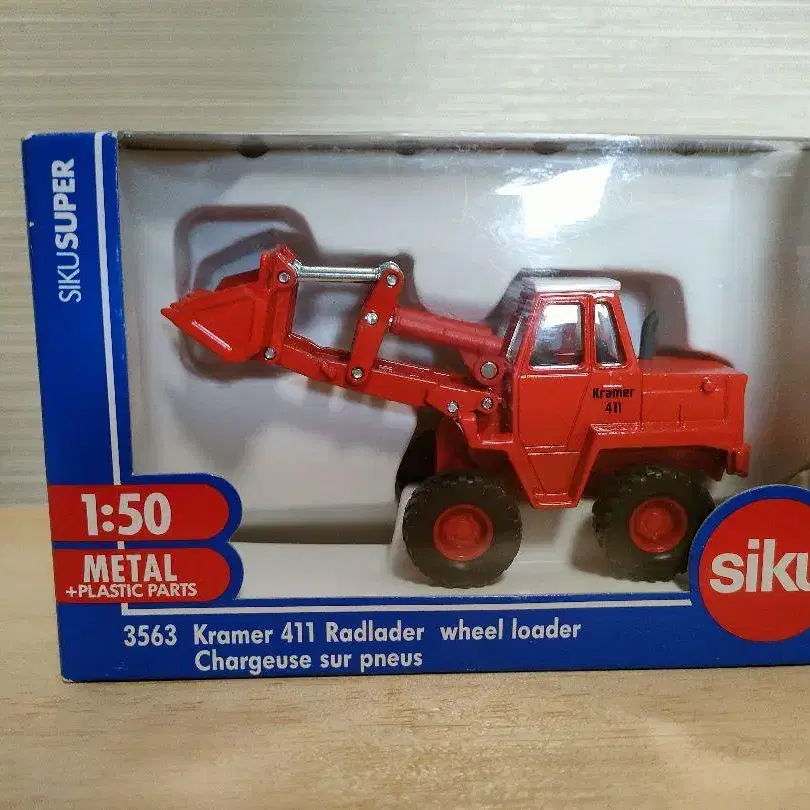 SIKUSUPER
Kramer
411
1:50
METAL
+PLASTIC PARTS
siku
3563 Kramer 411 Radlader wheel loader
Chargeuse sur pneus